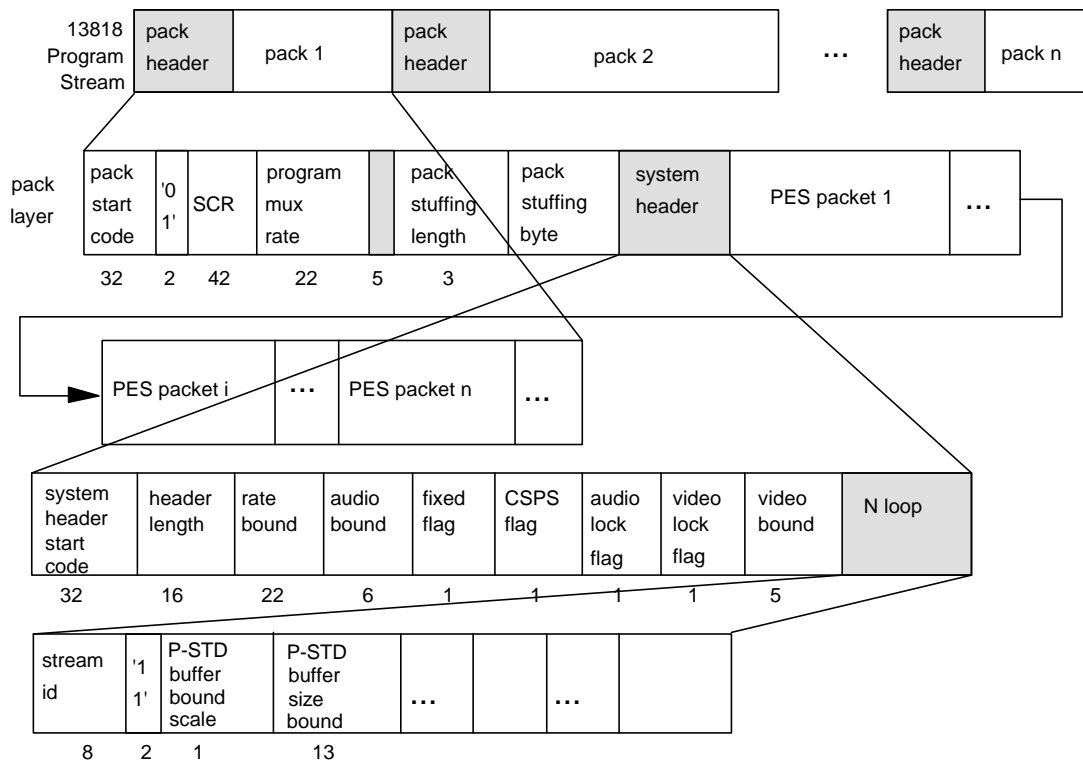 13818
Program
Stream
pack
header
pack 1
pack
header
pack 2
...
pack
header
pack n
pack
layer
pack
start
code
'0
1'
SCR
program
mux
rate
pack
stuffing
length
pack
stuffing
byte
system
header
PES packet 1
...
32
2
42
22
5
3
PES packet i
...
PES packet n
...
system
header
start
code
header
length
rate
bound
audio
bound
fixed
flag
CSPS
flag
audio
lock
flag
video
lock
flag
video
bound
N loop
32
16
22
6
1
1
1
1
5
stream
id
'1
1'
P-STD
buffer
bound
scale
P-STD
buffer
size
bound
...
...
8
2
1
13